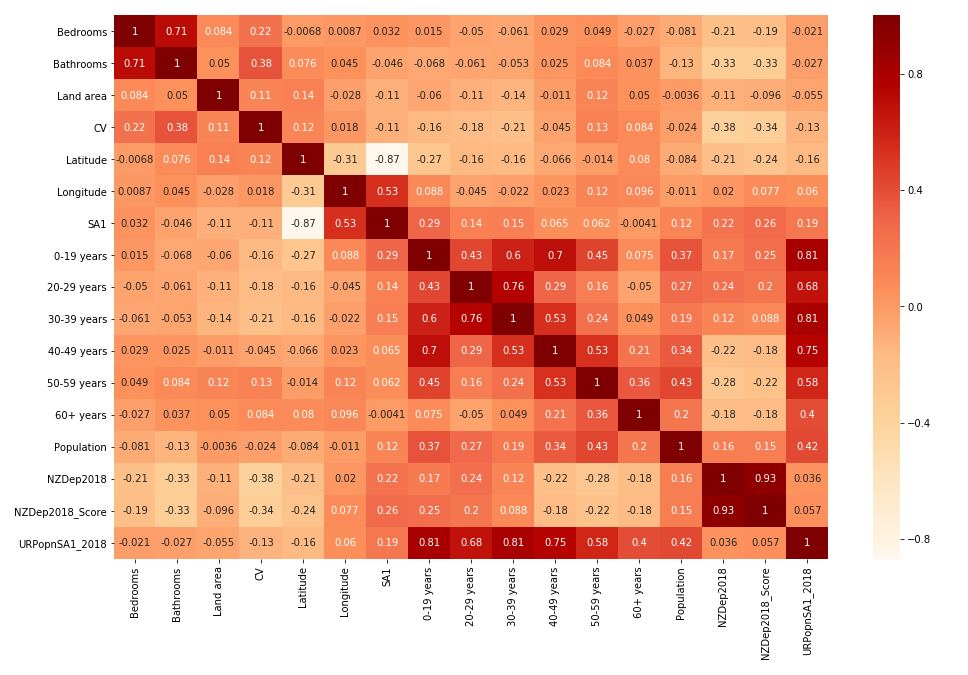 Bedrooms 1 0.71 0.084 0.22 -0.0068 0.0087 0.032 0.015 -0.05 -0.061 0.029 0.049 -0.027 -0.081 -0.21 -0.19 -0.021
Bathrooms 0.71 1 0.05 0.38 0.076 0.045 -0.046 -0.068 -0.061 -0.053 0.025 0.084 0.037 -0.13 -0.33 -0.33 -0.027
Land area 0.084 0.05 1 0.11 0.14 -0.028 -0.11 -0.06 -0.11 -0.14 -0.011 0.12 0.05 -0.0036 -0.11 -0.096 -0.055
CV 0.22 0.38 0.11 1 0.12 0.018 -0.11 -0.16 -0.18 -0.21 -0.045 0.13 0.084 -0.024 -0.38 -0.34 -0.13
Latitude -0.0068 0.076 0.14 0.12 1 -0.31 -0.87 -0.27 -0.16 -0.16 -0.066 -0.014 0.08 -0.084 -0.21 -0.24 -0.16
Longitude 0.0087 0.045 -0.028 0.018 -0.31 1 0.53 0.088 -0.045 -0.022 0.023 0.12 0.096 -0.011 0.02 0.077 0.06
SA1 0.032 -0.046 -0.11 -0.11 -0.87 0.53 1 0.29 0.14 0.15 0.065 0.062 -0.0041 0.12 0.22 0.26 0.19
0-19 years 0.015 -0.068 -0.06 -0.16 -0.27 0.088 0.29 1 0.43 0.6 0.7 0.45 0.075 0.37 0.17 0.25 0.81
20-29 years -0.05 -0.061 -0.11 -0.18 -0.16 -0.045 0.14 0.43 1 0.76 0.29 0.16 -0.05 0.27 0.24 0.2 0.68
30-39 years -0.061 -0.053 -0.14 -0.21 -0.16 -0.022 0.15 0.6 0.76 1 0.53 0.24 0.049 0.19 0.12 0.088 0.81
40-49 years 0.029 0.025 -0.011 -0.045 -0.066 0.023 0.065 0.7 0.29 0.53 1 0.53 0.21 0.34 -0.22 -0.18 0.75
50-59 years 0.049 0.084 0.12 0.13 -0.014 0.12 0.062 0.45 0.16 0.24 0.53 1 0.36 0.43 -0.28 -0.22 0.58
60+ years -0.027 0.037 0.05 0.084 0.08 0.096 -0.0041 0.075 -0.05 0.049 0.21 0.36 1 0.2 -0.18 -0.18 0.4
Population -0.081 -0.13 -0.0036 -0.024 -0.084 -0.011 0.12 0.37 0.27 0.19 0.34 0.43 0.2 1 0.16 0.15 0.42
NZDep2018 -0.21 -0.33 -0.11 -0.38 -0.21 0.02 0.22 0.17 0.24 0.12 -0.22 -0.28 -0.18 0.16 1 0.93 0.036
NZDep2018_Score -0.19 -0.33 -0.096 -0.34 -0.24 0.077 0.26 0.25 0.2 0.088 -0.18 -0.22 -0.18 0.15 0.93 1 0.057
URPopnSA1_2018 -0.021 -0.027 -0.055 -0.13 -0.16 0.06 0.19 0.81 0.68 0.81 0.75 0.58 0.4 0.42 0.036 0.057 1
Bedrooms
Bathrooms
Land area
CV
Latitude
Longitude
SA1
0-19 years
20-29 years
30-39 years
40-49 years
50-59 years
60+ years
Population
NZDep2018
NZDep2018_Score
URPopnSA1_2018
0.8
0.4
0.0
−0.4
−0.8